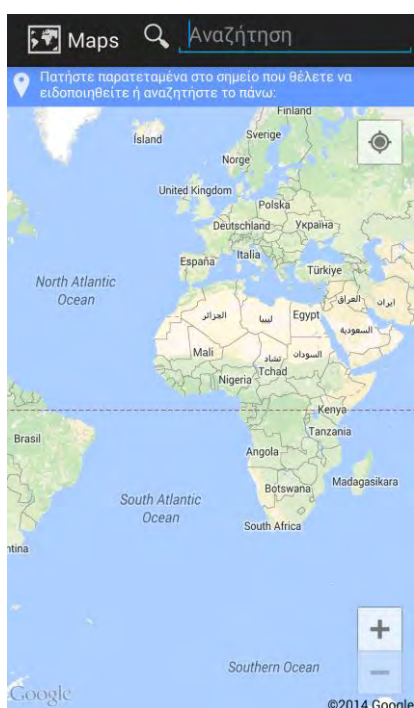 Maps
Αναζήτηση
Πατήστε παρατεταμένα στο σημείο που θέλετε να
ειδοποιηθείτε ή αναζητήστε το πάνω:
Finland
Ísland
Sverige
Norge
United Kingdom
Polska
Deutschland
Україна
Italia
España
Türkiye
North Atlantic
Ocean
العراق
ایران
الجزائر
ليبيا
Egypt
السعودية
Mali
تشاد
السودان
Tchad
Nigeria
Kenya
Brasil
Tanzania
Angola
Botswana
Madagasikara
South Atlantic
Ocean
South Africa
ntina
+
−
Southern Ocean
Google
©2014 Google